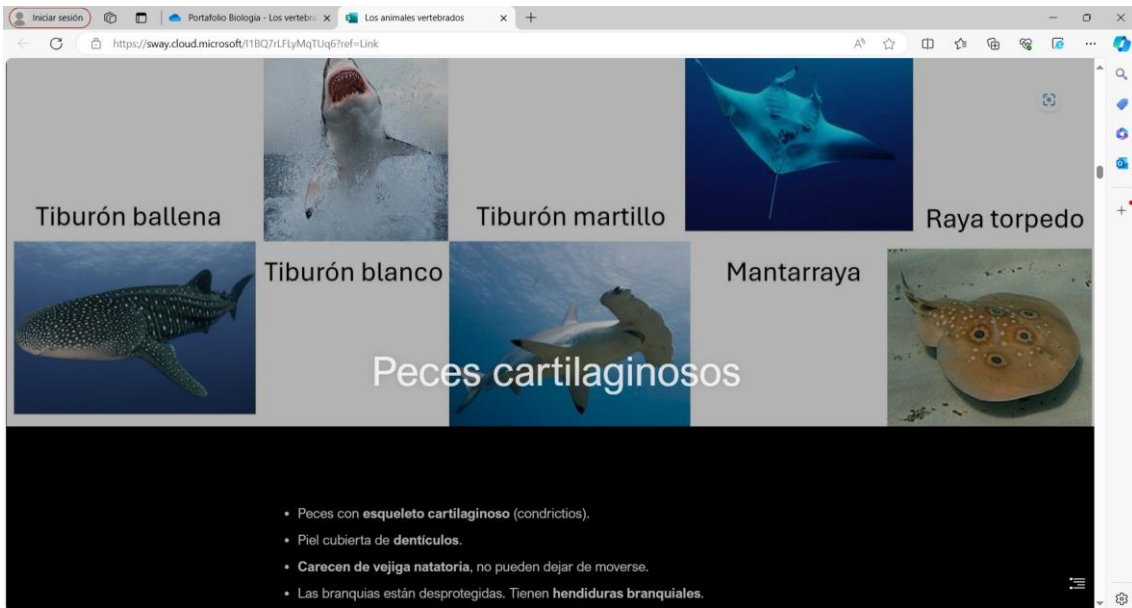 Iniciar sesión
Portafolio Biologia - Los vertebr
Los animales vertebrados
https://sway.cloud.microsoft/I1BQ7rLFLyMqTUq6?ref=Link
Tiburón ballena
Tiburón martillo
Raya torpedo
Tiburón blanco
Mantarraya
Peces cartilaginosos
• Peces con esqueleto cartilaginoso (condrictios).
• Piel cubierta de dentículos.
• Carecen de vejiga natatoria, no pueden dejar de moverse.
• Las branquias están desprotegidas. Tienen hendiduras branquiales.